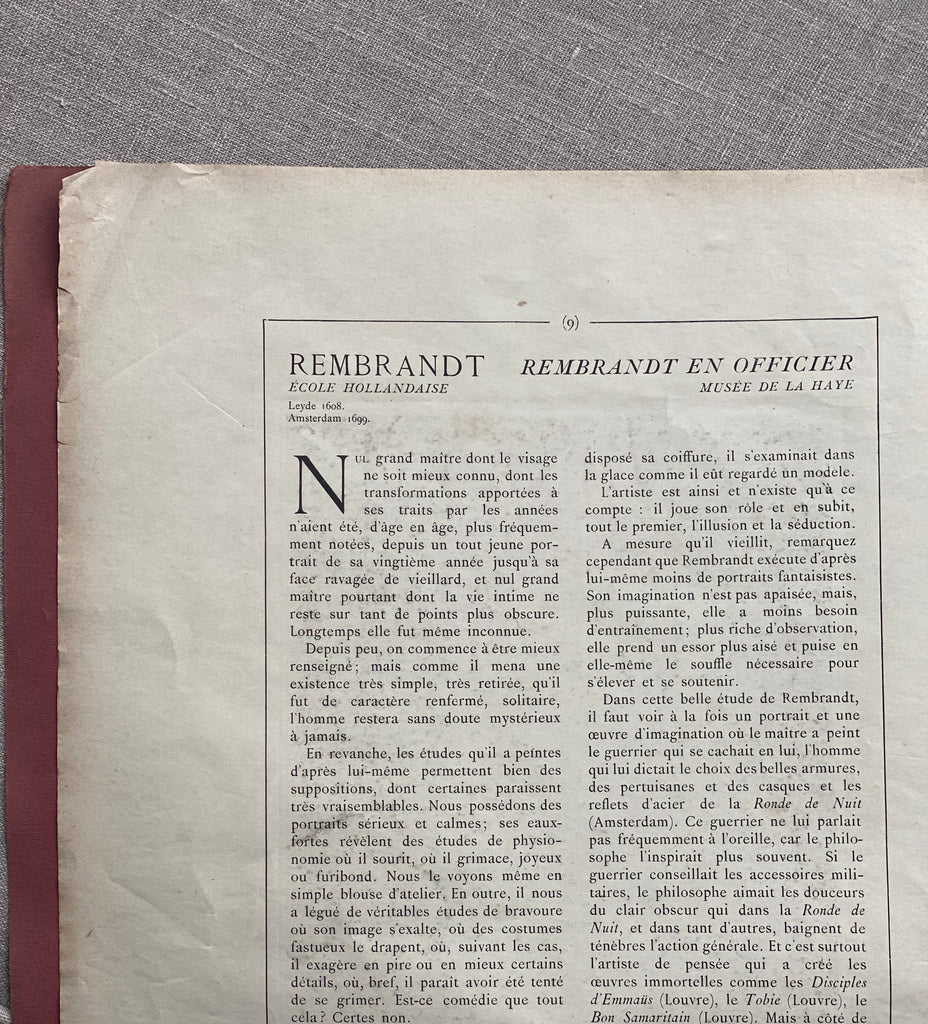 (9)
REMBRANDT
ÉCOLE HOLLANDAISE
Leyde 1608.
Amsterdam 1699.
REMBRANDT EN OFFICIER
MUSÉE DE LA HAYE
NUL grand maître dont le visage
ne soit mieux connu, dont les
transformations apportées à
ses traits par les années
n'aient été, d'âge en âge, plus fréquem-
ment notées, depuis un tout jeune por-
trait de sa vingtième année jusqu'à sa
face ravagée de vieillard, et nul grand
maître pourtant dont la vie intime ne
reste sur tant de points plus obscure.
Longtemps elle fut même inconnue.
Depuis peu, on commence à être mieux
renseigné; mais comme il mena une
existence très simple, très retirée, qu'il
fut de caractère renfermé, solitaire,
l'homme restera sans doute mystérieux
à jamais.
En revanche, les études qu'il a peintes
d'après lui-même permettent bien des
suppositions, dont certaines paraissent
très vraisemblables. Nous possédons des
portraits sérieux et calmes; ses eaux-
fortes révèlent des études de physio-
nomie où il sourit, où il grimace, joyeux
ou furibond. Nous le voyons même en
simple blouse d'atelier. En outre, il nous
a légué de véritables études de bravoure
où son image s'exalte, où des costumes
fastueux le drapent, où, suivant les cas,
il exagère en pire ou en mieux certains
détails, où, bref, il paraît avoir été tenté
de se grimer. Est-ce comédie que tout
cela? Certes non.
disposé sa coiffure, il s'examinait dans
la glace comme il eût regardé un modèle.
L'artiste est ainsi et n'existe qu'à ce
compte : il joue son rôle et en subit,
tout le premier, l'illusion et la séduction.
A mesure qu'il vieillit, remarquez
cependant que Rembrandt exécute d'après
lui-même moins de portraits fantaisistes.
Son imagination n'est pas apaisée, mais,
plus puissante, elle a moins besoin
d'entraînement; plus riche d'observation,
elle prend un essor plus aisé et puise en
elle-même le souffle nécessaire pour
s'élever et se soutenir.
Dans cette belle étude de Rembrandt,
il faut voir à la fois un portrait et une
œuvre d'imagination où le maître a peint
le guerrier qui se cachait en lui, l'homme
qui lui dictait le choix des belles armures,
des pertuisanes et des casques et les
reflets d'acier de la Ronde de Nuit
(Amsterdam). Ce guerrier ne lui parlait
pas fréquemment à l'oreille, car le philo-
sophe l'inspirait plus souvent. Si le
guerrier conseillait les accessoires mili-
taires, le philosophe aimait les douceurs
du clair obscur qui dans la Ronde de
Nuit, et dans tant d'autres, baignent de
ténèbres l'action générale. Et c'est surtout
l'artiste de pensée qui a créé les
œuvres immortelles comme les Disciples
d'Emmaüs (Louvre), le Tobie (Louvre), le
Bon Samaritain (Louvre). Mais à côté de